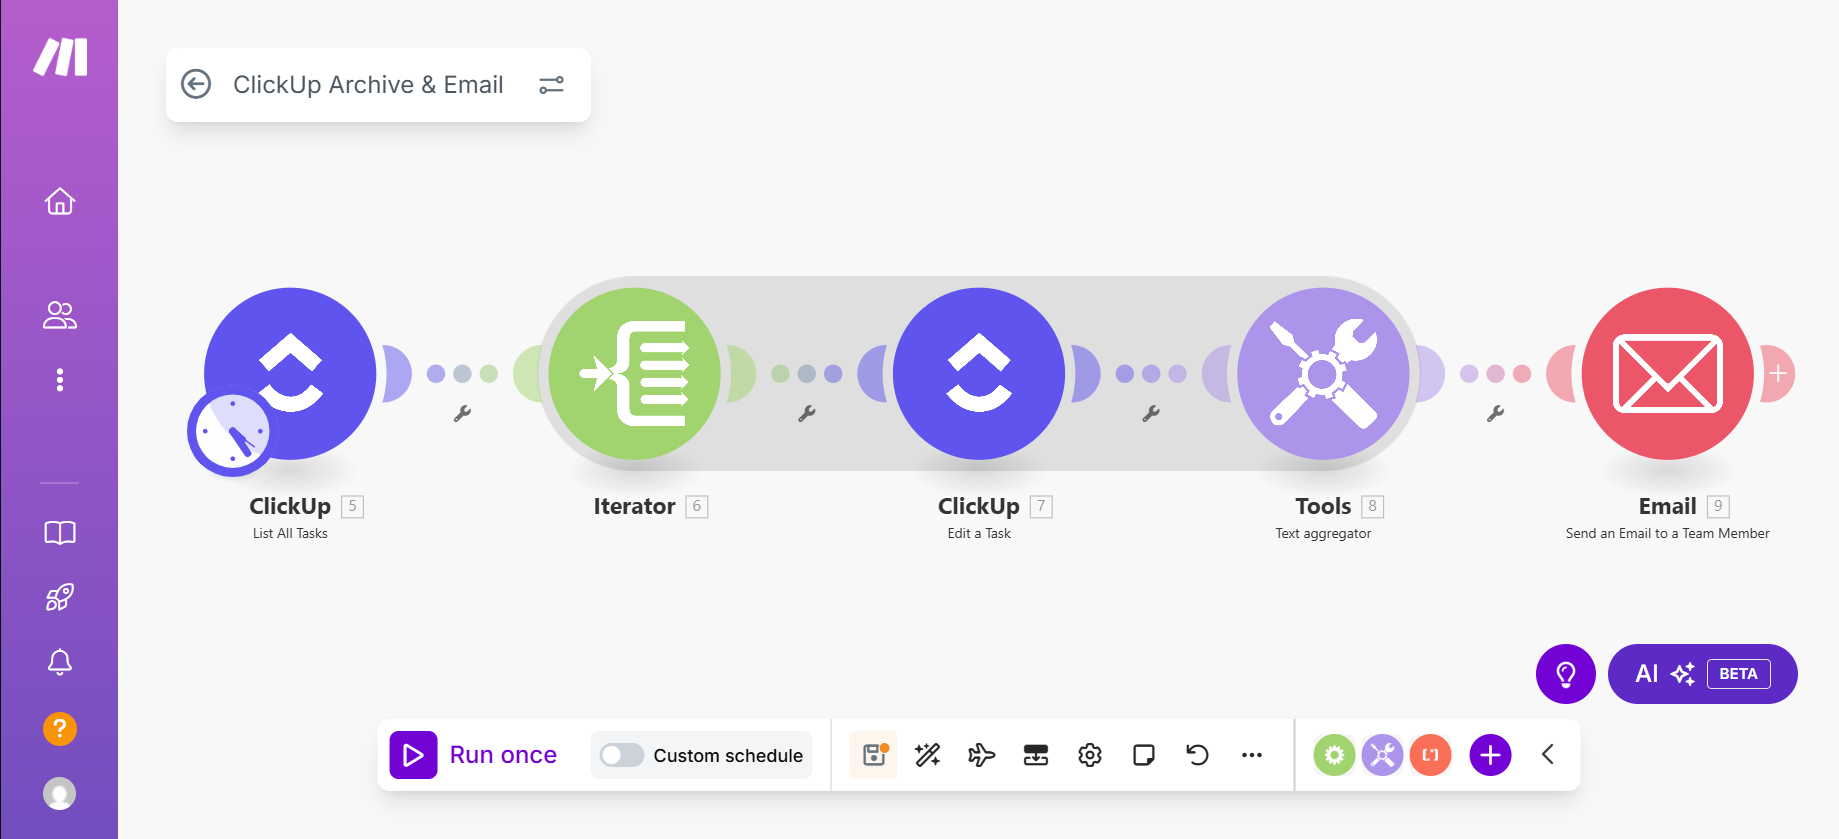 ClickUp Archive & Email
ClickUp 5
List All Tasks
Iterator 6
ClickUp 7
Edit a Task
Tools 8
Text aggregator
Email 9
Send an Email to a Team Member
AI BETA
?
Run once
Custom schedule